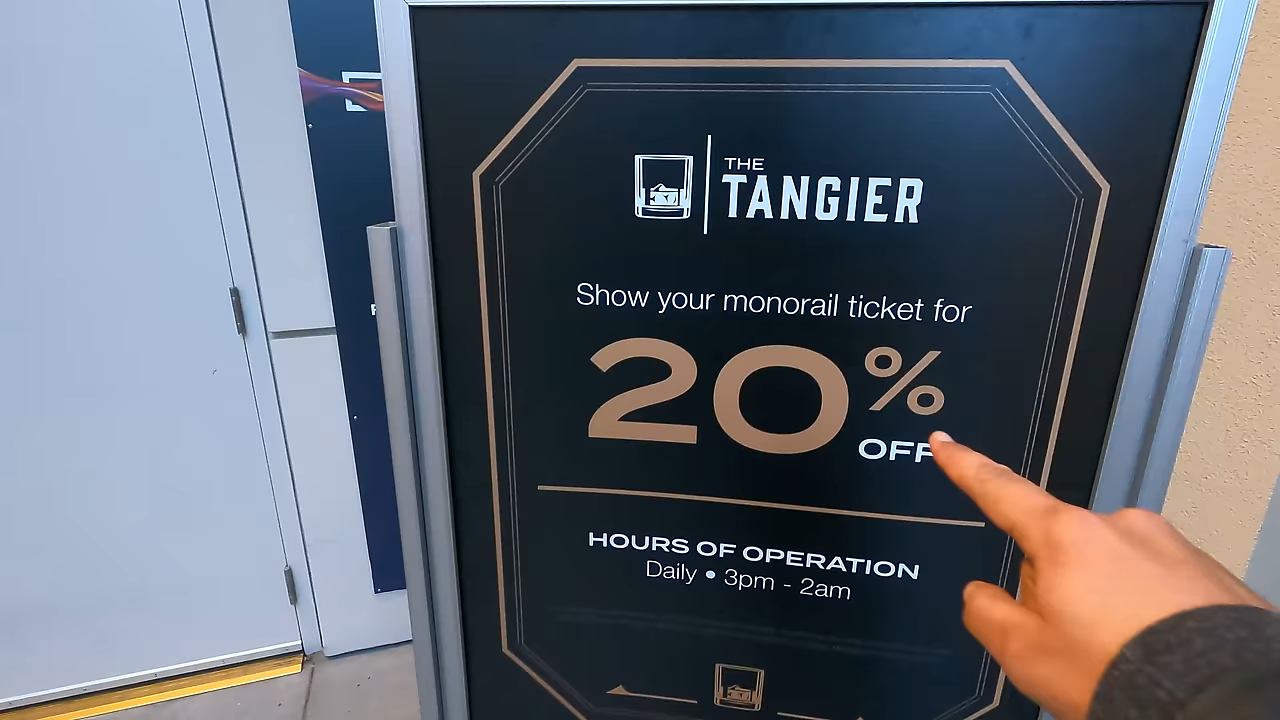 THE
TANGIER
Show your monorail ticket for
20%
OFF
HOURS OF OPERATION
Daily • 3pm - 2am